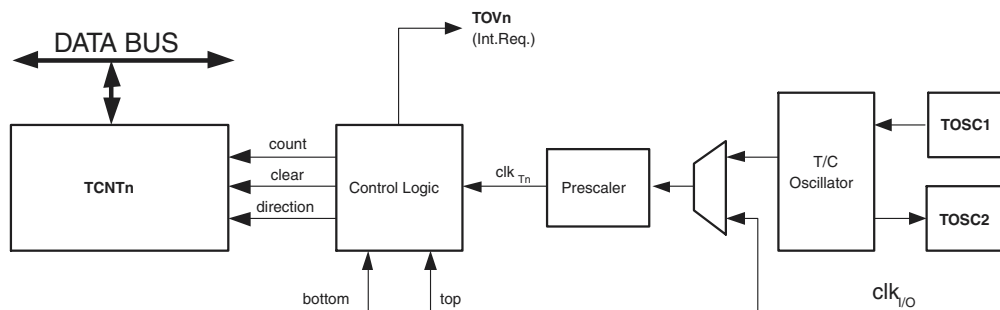 DATA BUS
TOVn
(Int.Req.)
TCNTn
count
clear
direction
Control Logic
clk Tn
Prescaler
T/C
Oscillator
TOSC1
TOSC2
bottom
top
clkI/O